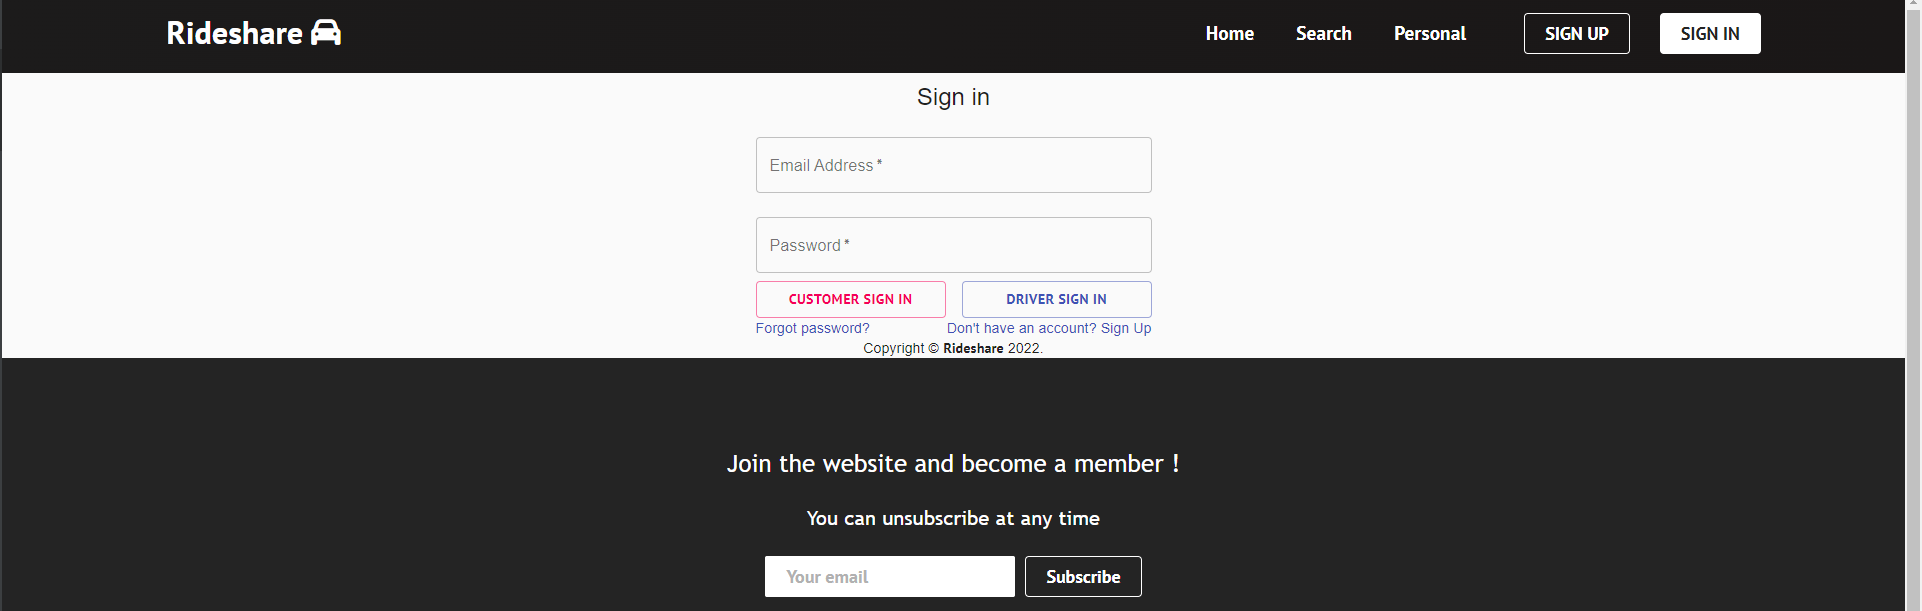 Rideshare
Home Search Personal SIGN UP SIGN IN
Sign in
Email Address *
Password *
CUSTOMER SIGN IN DRIVER SIGN IN
Forgot password? Don't have an account? Sign Up
Copyright © Rideshare 2022.
Join the website and become a member !
You can unsubscribe at any time
Your email Subscribe